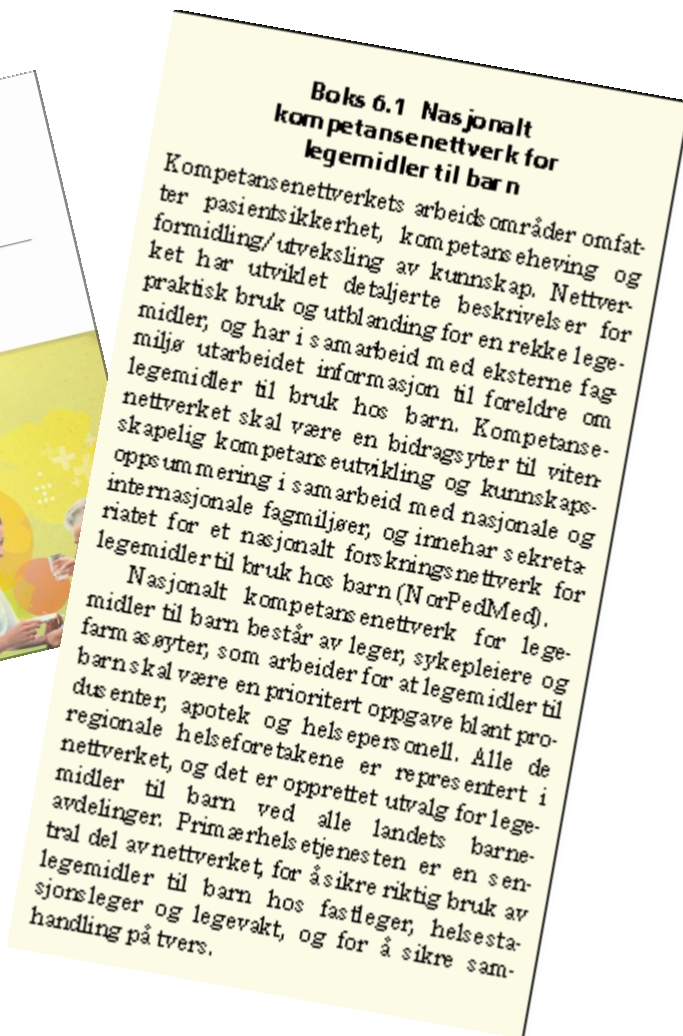 Boks 6.1 Nasjonalt
kompetansenettverk for
legemidler til barn
Kompetansenettverkets arbeidsområder omfat-
ter pasientsikkerhet, kompetanseheving og
formidling/utveksling av kunnskap. Nettver-
ket har utviklet detaljerte beskrivelser for
praktisk bruk og utblanding for en rekke lege-
midler, og har i samarbeid med eksterne fag-
miljø utarbeidet informasjon til foreldre om
legemidler til bruk hos barn. Kompetanse-
nettverket skal være en bidragsyter til viten-
skapelig kompetanseutvikling og kunnskaps-
oppsummering i samarbeid med nasjonale og
internasjonale fagmiljøer, og innehar sekreta-
riatet for et nasjonalt forskningsnettverk for
legemidler til bruk hos barn (NorPedMed).
Nasjonalt kompetansenettverk for lege-
midler til barn består av leger, sykepleiere og
farmasøyter, som arbeider for at legemidler til
barn skal være en prioritert oppgave blant pro-
dusenter, apotek og helsepersonell. Alle de
regionale helseforetakene er representert i
nettverket, og det er opprettet utvalg for lege-
midler til barn ved alle landets barne-
avdelinger. Primærhelsetjenesten er en sen-
tral del av nettverket, for å sikre riktig bruk av
legemidler til barn hos fastleger, helsesta-
sjonsleger og legevakt, og for å sikre sam-
handling på tvers.